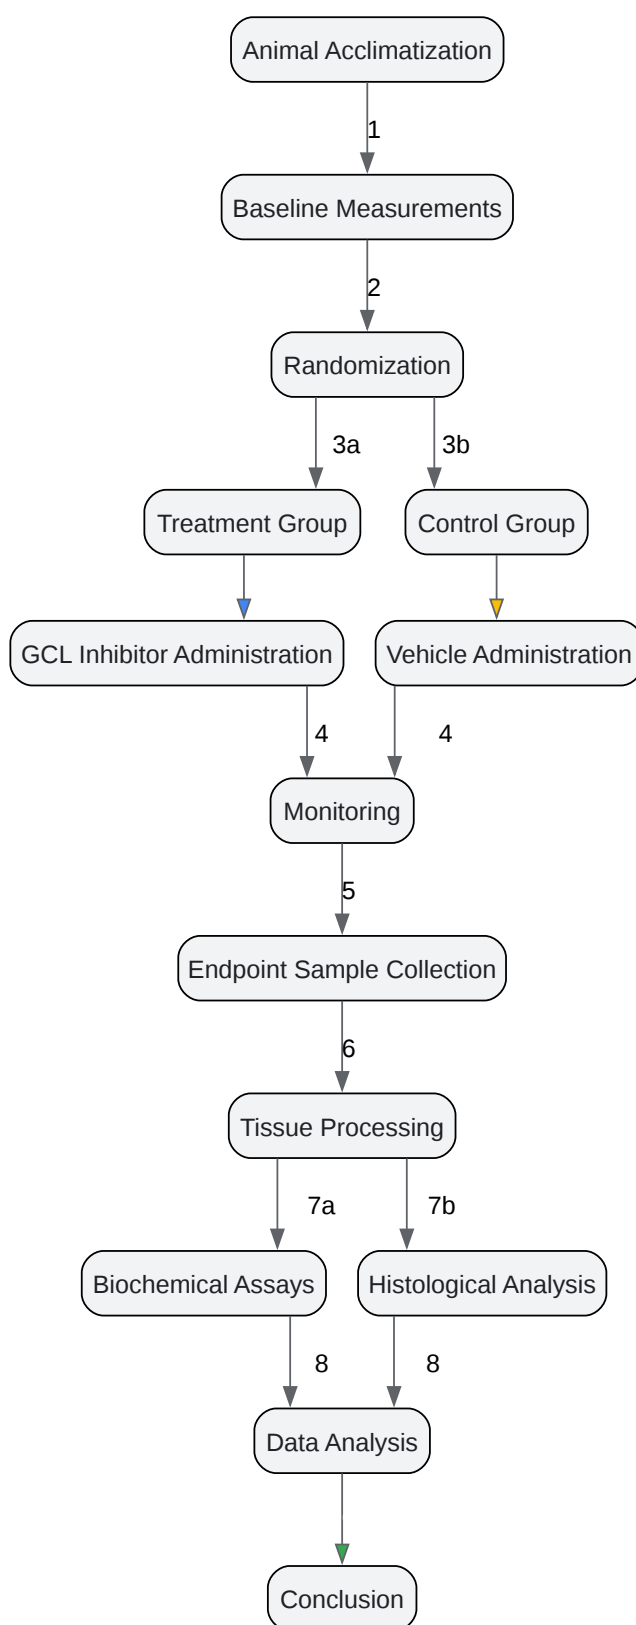 Animal Acclimatization
1
Baseline Measurements
2
Randomization
3a
3b
Treatment Group
Control Group
GCL Inhibitor Administration
Vehicle Administration
4
4
Monitoring
5
Endpoint Sample Collection
6
Tissue Processing
7a
7b
Biochemical Assays
Histological Analysis
8
8
Data Analysis
Conclusion